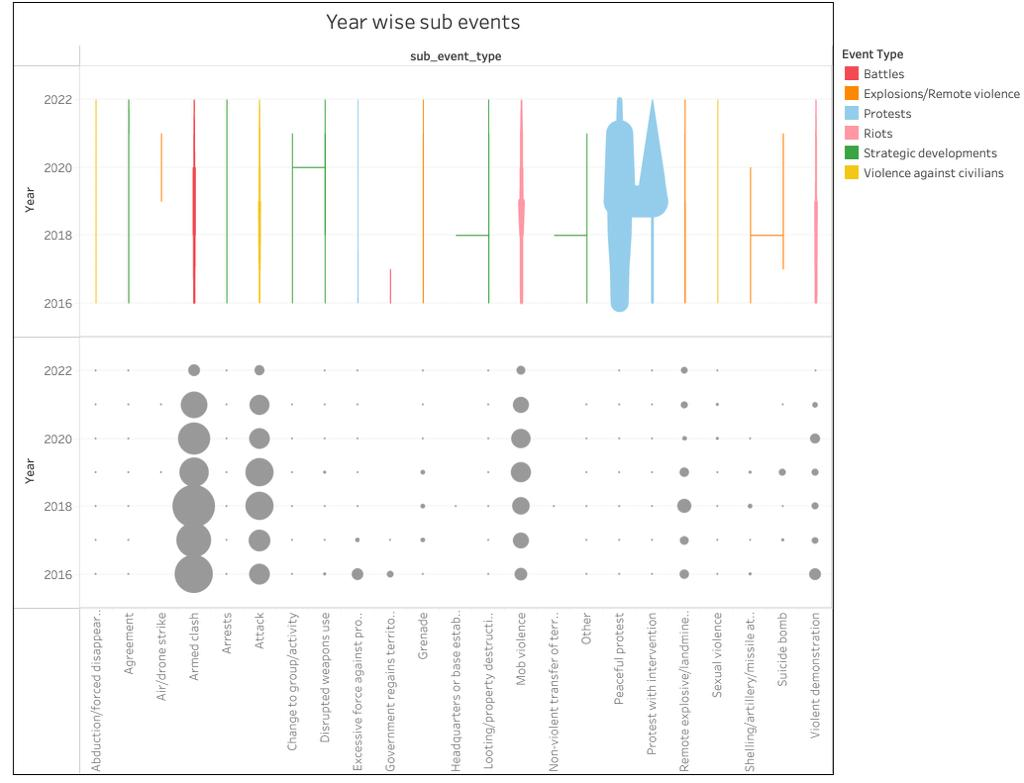 Year wise sub events
sub_event_type
Event Type
Battles
Explosions/Remote violence
Protests
Riots
Strategic developments
Violence against civilians
Year
2022
2020
2018
2016
Year
2022
2020
2018
2016
Abduction/forced disappear..
Agreement
Air/drone strike
Armed clash
Arrests
Attack
Change to group/activity
Disrupted weapons use
Excessive force against pro..
Government regains territo..
Grenade
Headquarters or base estab..
Looting/property destructi..
Mob violence
Non-violent transfer of terr..
Other
Peaceful protest
Protest with intervention
Remote explosive/landmine..
Sexual violence
Shelling/artillery/missile at..
Suicide bomb
Violent demonstration